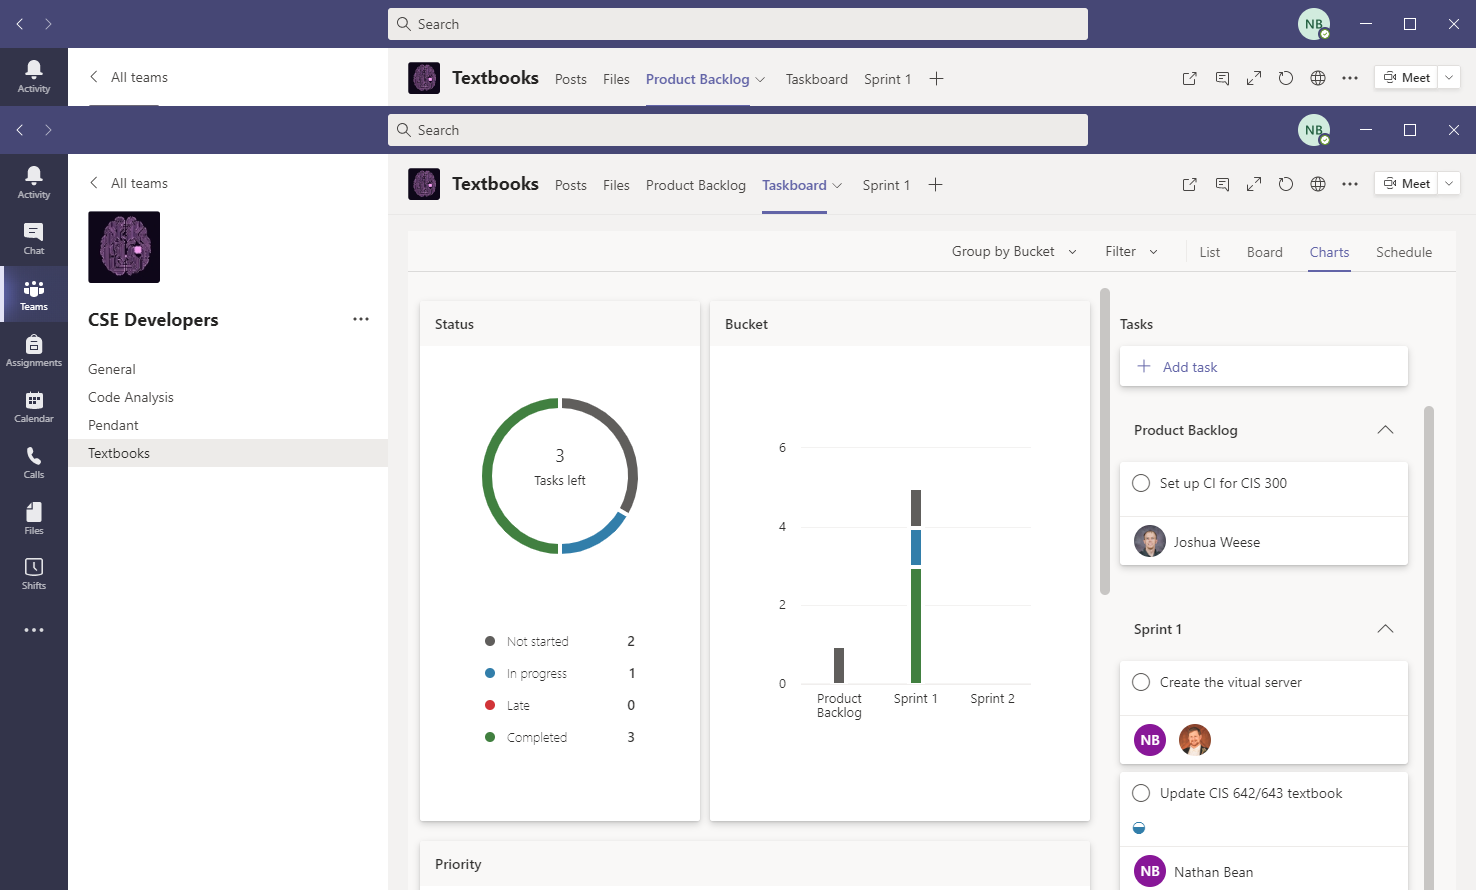 Search
NB
Activity
All teams
Textbooks Posts Files Product Backlog Taskboard Sprint 1
Meet
Search
NB
Activity
Chat
Teams
Assignments
Calendar
Calls
Files
Shifts
All teams
CSE Developers
General
Code Analysis
Pendant
Textbooks
Textbooks Posts Files Product Backlog Taskboard Sprint 1
Meet
Group by Bucket Filter List Board Charts Schedule
Status
3
Tasks left
Not started 2
In progress 1
Late 0
Completed 3
Bucket
6
4
2
0
Product
Backlog
Sprint 1
Sprint 2
Priority
Tasks
Add task
Product Backlog
Set up CI for CIS 300
Joshua Weese
Sprint 1
Create the vitual server
NB
Update CIS 642/643 textbook
NB Nathan Bean